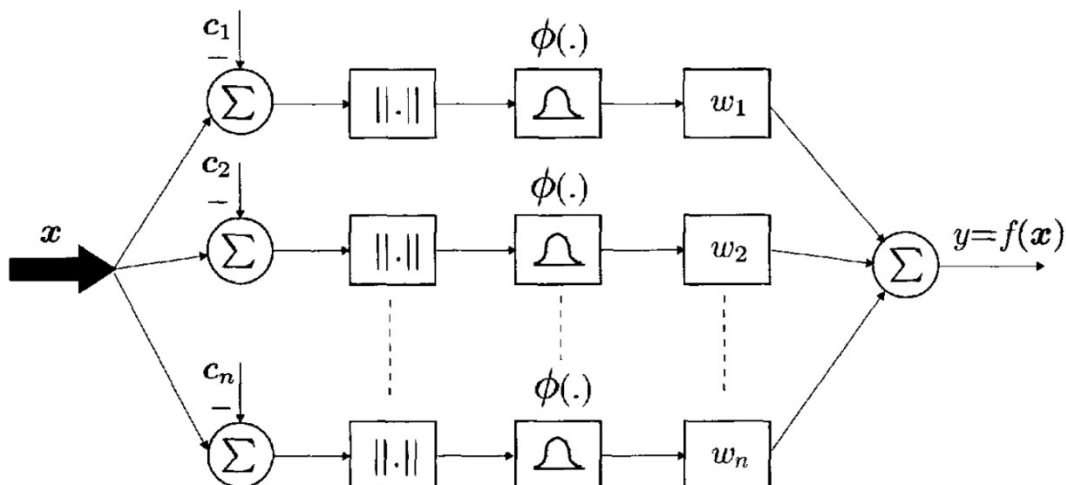 c₁
−
ϕ(.)
Σ ||.|| w₁
c₂
−
ϕ(.)
x
Σ ||.|| w₂ Σ y=f(x)
cₙ
−
ϕ(.)
Σ ||.|| wₙ